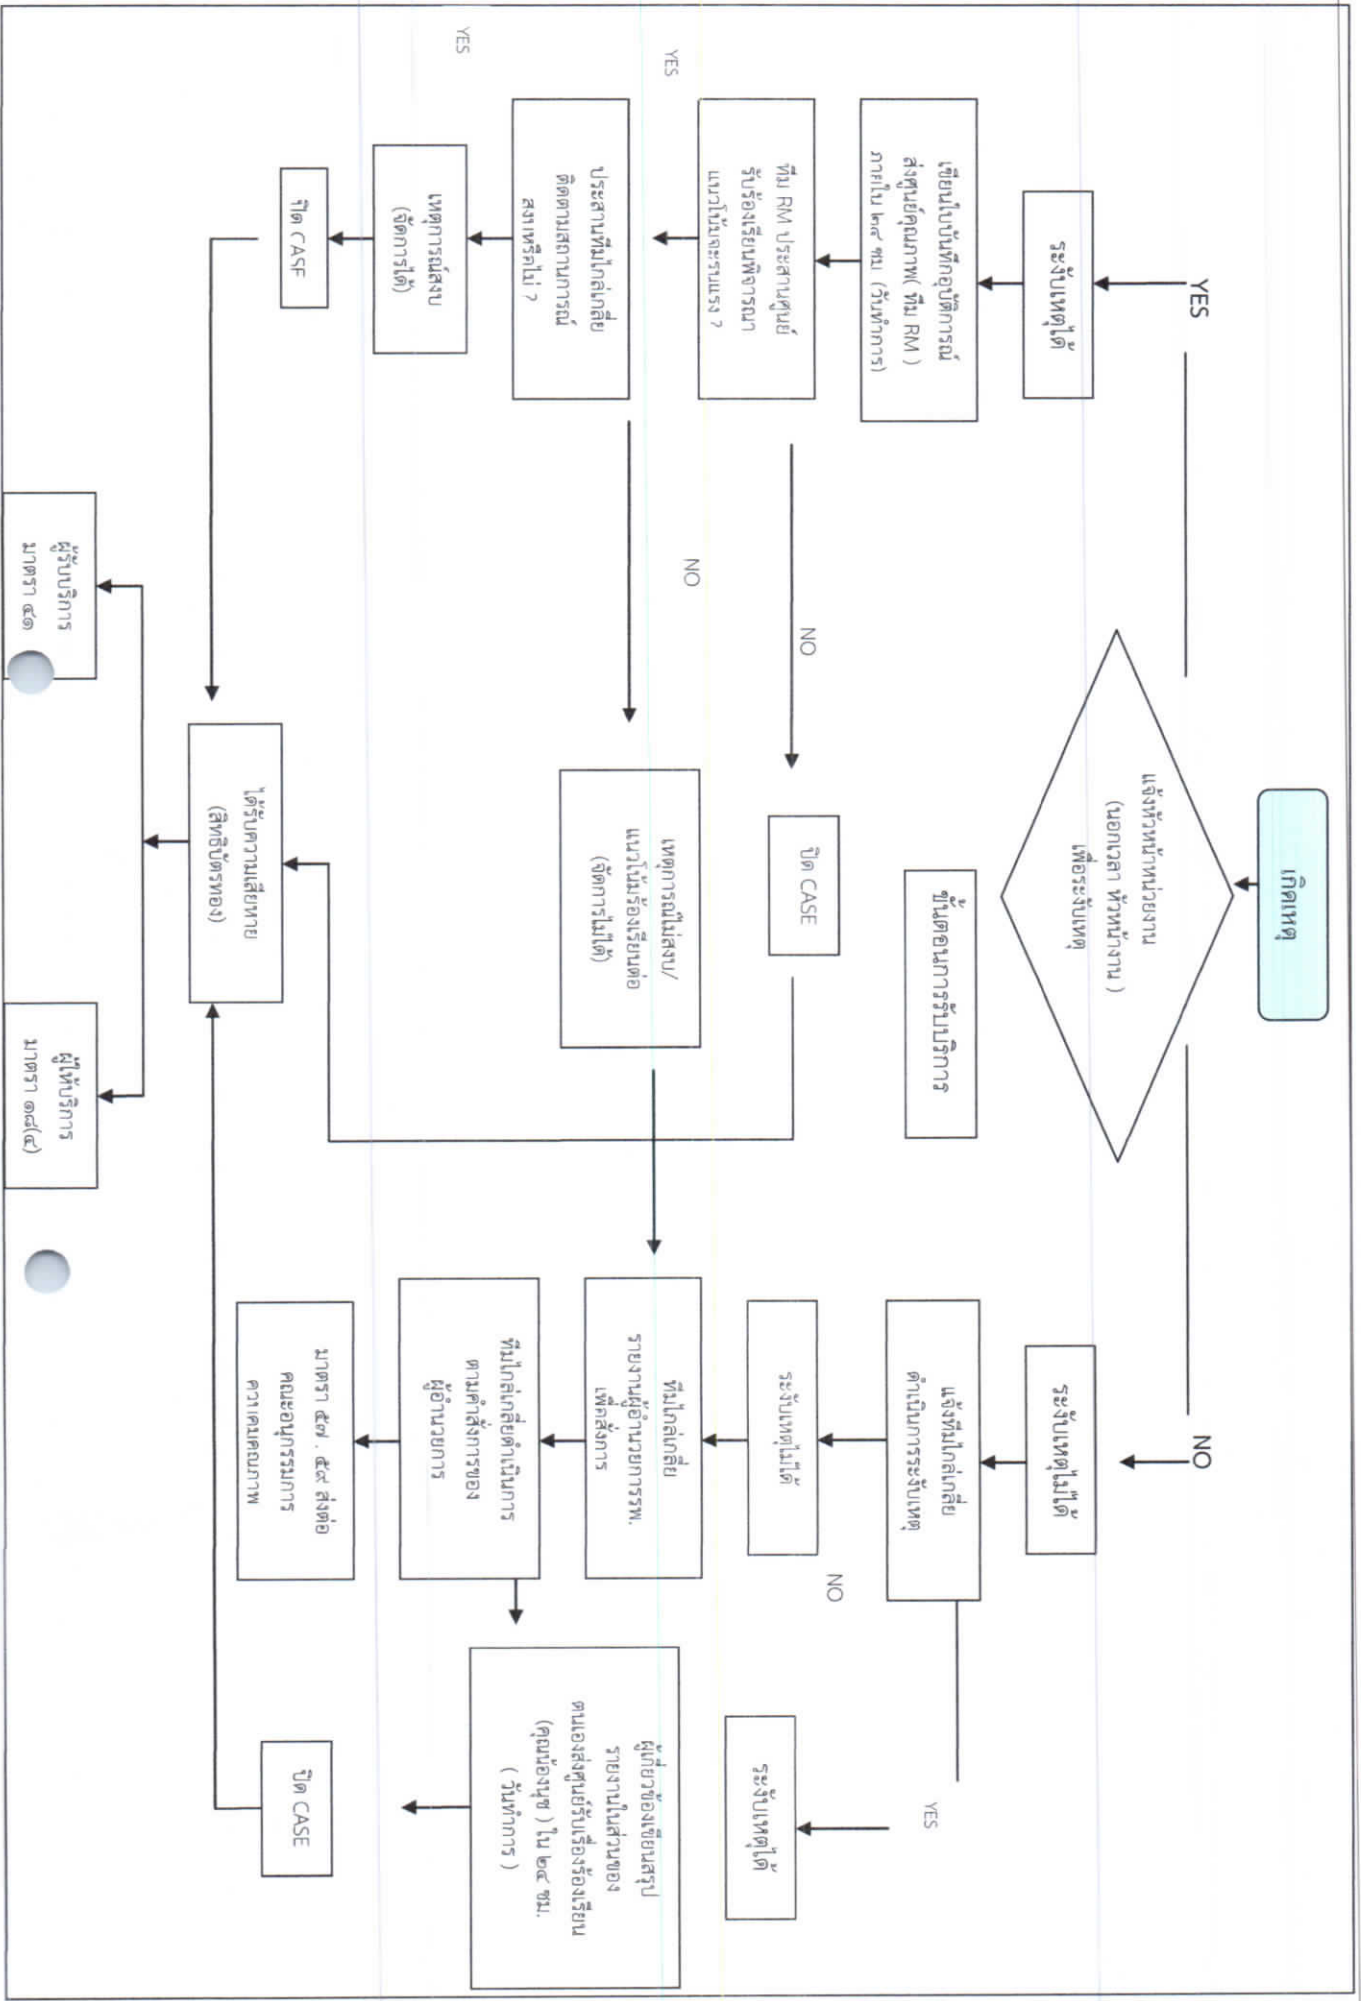 เกิดเหตุ
แจ้งหัวหน้าหน่วยงาน
(นอกเวลา หัวหน้างาน )
เพื่อระงับเหตุ
YES
NO
ระงับเหตุได้
ระงับเหตุไม่ได้
ขั้นตอนการรับบริการ
เขียนใบบันทึกอุบัติการณ์
ส่งศูนย์คุณภาพ( ทีม RM )
ภายใน ๒๔ ชม (วันทำการ)
แจ้งทีมไกล่เกลี่ย
ดำเนินการระงับเหตุ
ทีม RM ประสานศูนย์
รับร้องเรียนพิจารณา
แนวโน้มจะรุนแรง ?
NO
ปิด CASE
ระงับเหตุไม่ได้
NO
YES
ระงับเหตุได้
YES
ประสานทีมไกล่เกลี่ย
ติดตามสถานการณ์
สงบหรือไม่ ?
NO
เหตุการณ์ไม่สงบ/
แนวโน้มร้องเรียนต่อ
(จัดการไม่ได้)
ทีมไกล่เกลี่ย
รายงานผู้อำนวยการรพ.
เพื่อสั่งการ
ผู้เกี่ยวข้องเขียนสรุป
รายงานในส่วนของ
ตนเองส่งศูนย์รับเรื่องร้องเรียน
(คุณน้องนุช ) ใน ๒๔ ชม.
( วันทำการ )
YES
เหตุการณ์สงบ
(จัดการได้)
ทีมไกล่เกลี่ยดำเนินการ
ตามคำสั่งการของ
ผู้อำนวยการ
ปิด CASE
มาตรา ๕๗ . ๕๙ ส่งต่อ
คณะอนุกรรมการ
ควบคุมคุณภาพ
ปิด CASE
ได้รับความเสียหาย
(สิทธิบัตรทอง)
ผู้รับบริการ
มาตรา ๔๑
ผู้ให้บริการ
มาตรา ๑๘(๔)